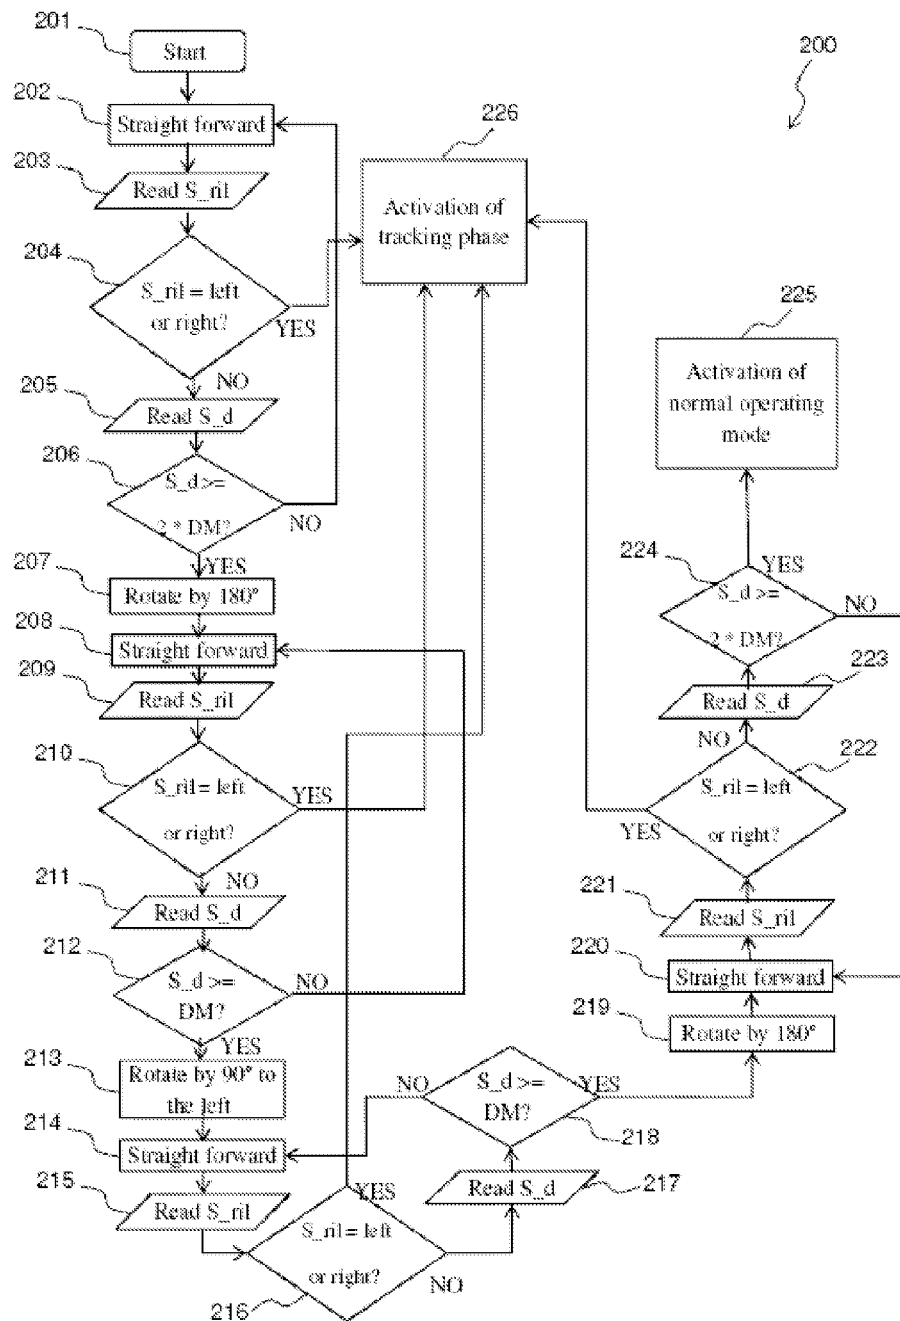 201
Start
200
202
Straight forward
226
203
Read S_ril
Activation of
tracking phase
204
S_ril = left
or right?
YES
225
NO
205
Read S_d
Activation of
normal operating
mode
206
S_d >=
2 * DM?
NO
YES
207
Rotate by 180°
224
YES
S_d >=
2 * DM?
NO
208
Straight forward
223
209
Read S_ril
Read S_d
NO
222
210
S_ril = left
or right?
YES
S_ril = left
or right?
YES
NO
211
Read S_d
221
Read S_ril
212
S_d >=
DM?
NO
220
Straight forward
219
Rotate by 180°
YES
213
Rotate by 90° to
the left
NO
S_d >=
DM?
YES
218
214
Straight forward
215
Read S_ril
YES
Read S_d
217
S_ril = left
or right?
NO
216